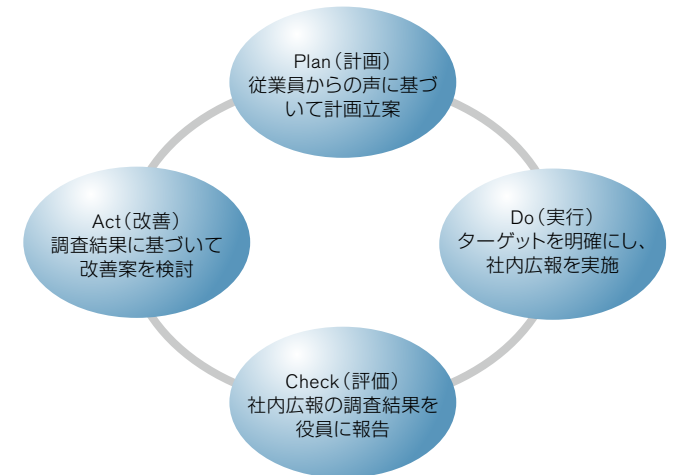 Plan（計画）
従業員からの声に基づ
いて計画立案
Act（改善）
調査結果に基づいて
改善案を検討
Do（実行）
ターゲットを明確にし、
社内広報を実施
Check（評価）
社内広報の調査結果を
役員に報告